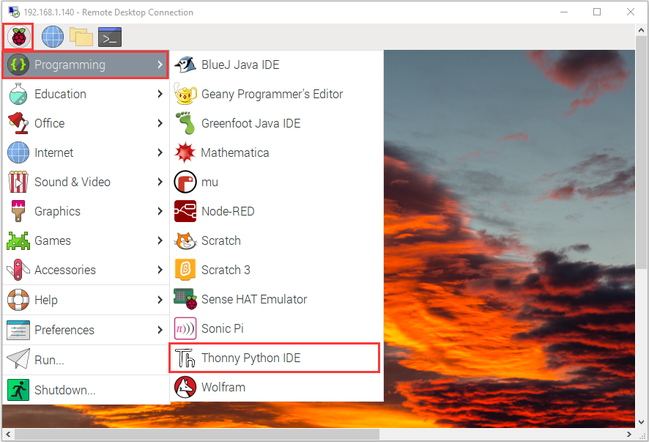 192.168.1.140 - Remote Desktop Connection
Programming
Education
Office
Internet
Sound & Video
Graphics
Games
Accessories
Help
Preferences
Run...
Shutdown...
BlueJ Java IDE
Geany Programmer's Editor
Greenfoot Java IDE
Mathematica
mu
Node-RED
Scratch
Scratch 3
Sense HAT Emulator
Sonic Pi
Th Thonny Python IDE
Wolfram